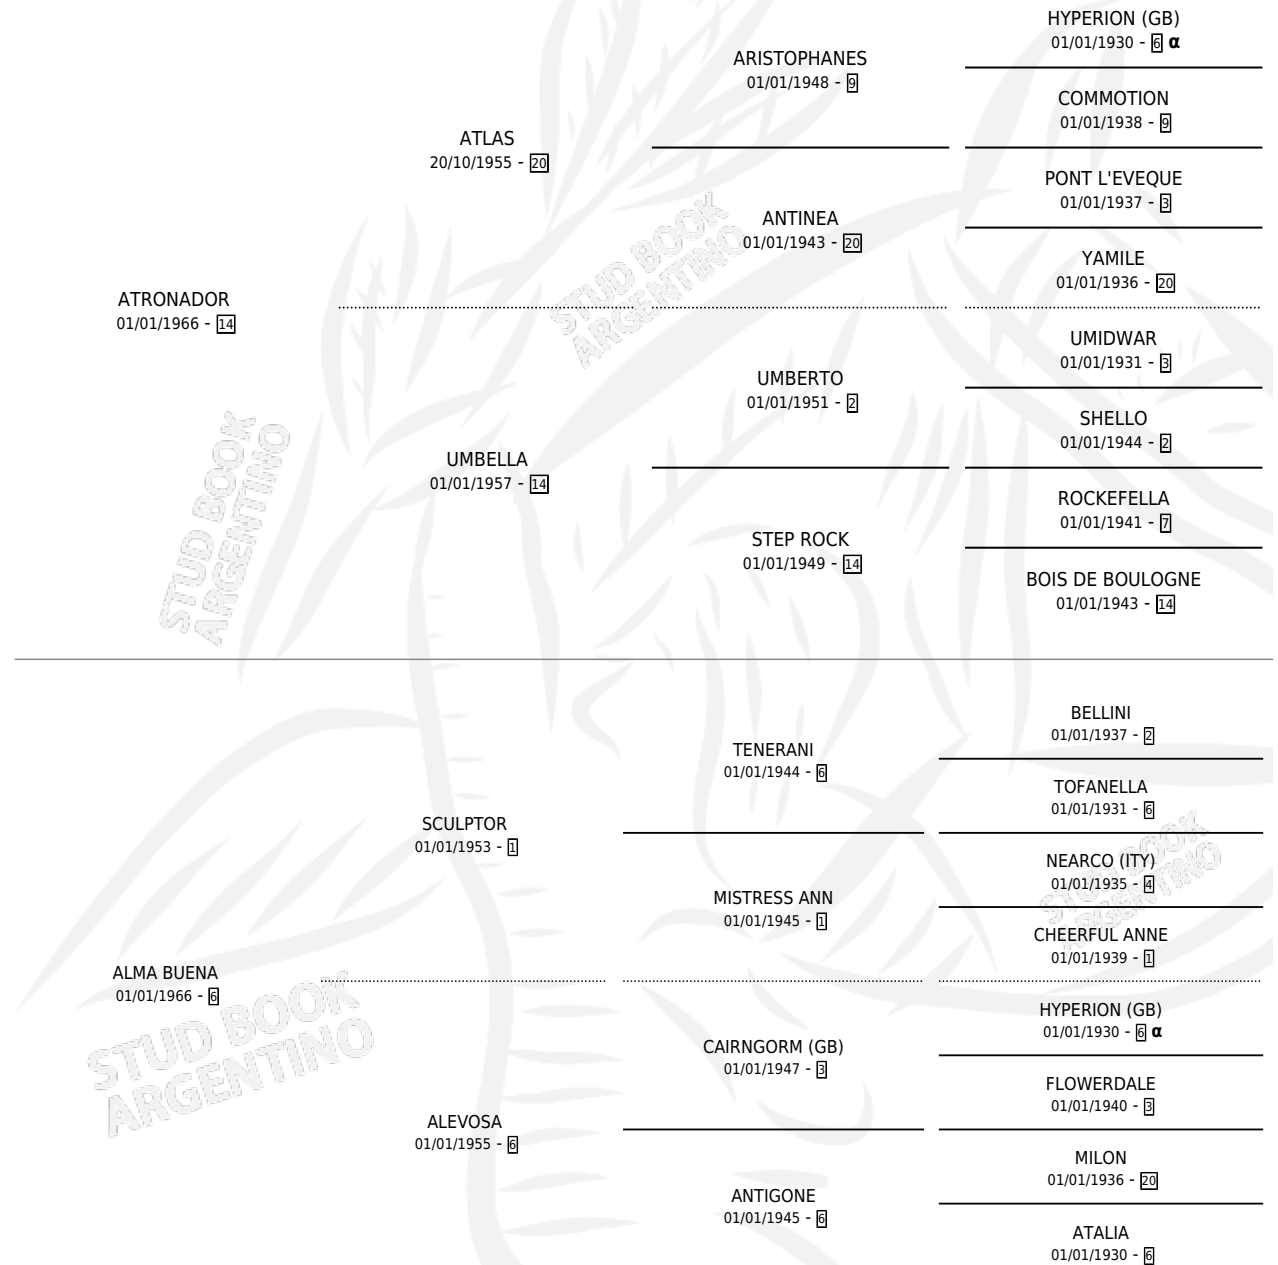 HYPERION (GB)
01/01/1930 - 6 α
ARISTOPHANES
01/01/1948 - 9
COMMOTION
01/01/1938 - 9
ATLAS
20/10/1955 - 20
PONT L'EVEQUE
01/01/1937 - 3
ANTINEA
01/01/1943 - 20
YAMILE
01/01/1936 - 20
STUD BOOK
ARGENTINO
ATRONADOR
01/01/1966 - 14
UMIDWAR
01/01/1931 - 3
UMBERTO
01/01/1951 - 2
SHELLO
01/01/1944 - 2
UMBELLA
01/01/1957 - 14
ROCKEFELLA
01/01/1941 - 7
STEP ROCK
01/01/1949 - 14
BOIS DE BOULOGNE
01/01/1943 - 14
STUD BOOK
ARGENTINO
BELLINI
01/01/1937 - 2
TENERANI
01/01/1944 - 6
TOFANELLA
01/01/1931 - 6
SCULPTOR
01/01/1953 - 1
NEARCO (ITY)
01/01/1935 - 4
MISTRESS ANN
01/01/1945 - 1
CHEERFUL ANNE
01/01/1939 - 1
STUD BOOK
ARGENTINO
ALMA BUENA
01/01/1966 - 6
HYPERION (GB)
01/01/1930 - 6 α
CAIRNGORM (GB)
01/01/1947 - 3
FLOWERDALE
01/01/1940 - 3
STUD BOOK
ARGENTINO
ALEVOSA
01/01/1955 - 6
MILON
01/01/1936 - 20
ANTIGONE
01/01/1945 - 6
ATALIA
01/01/1930 - 6